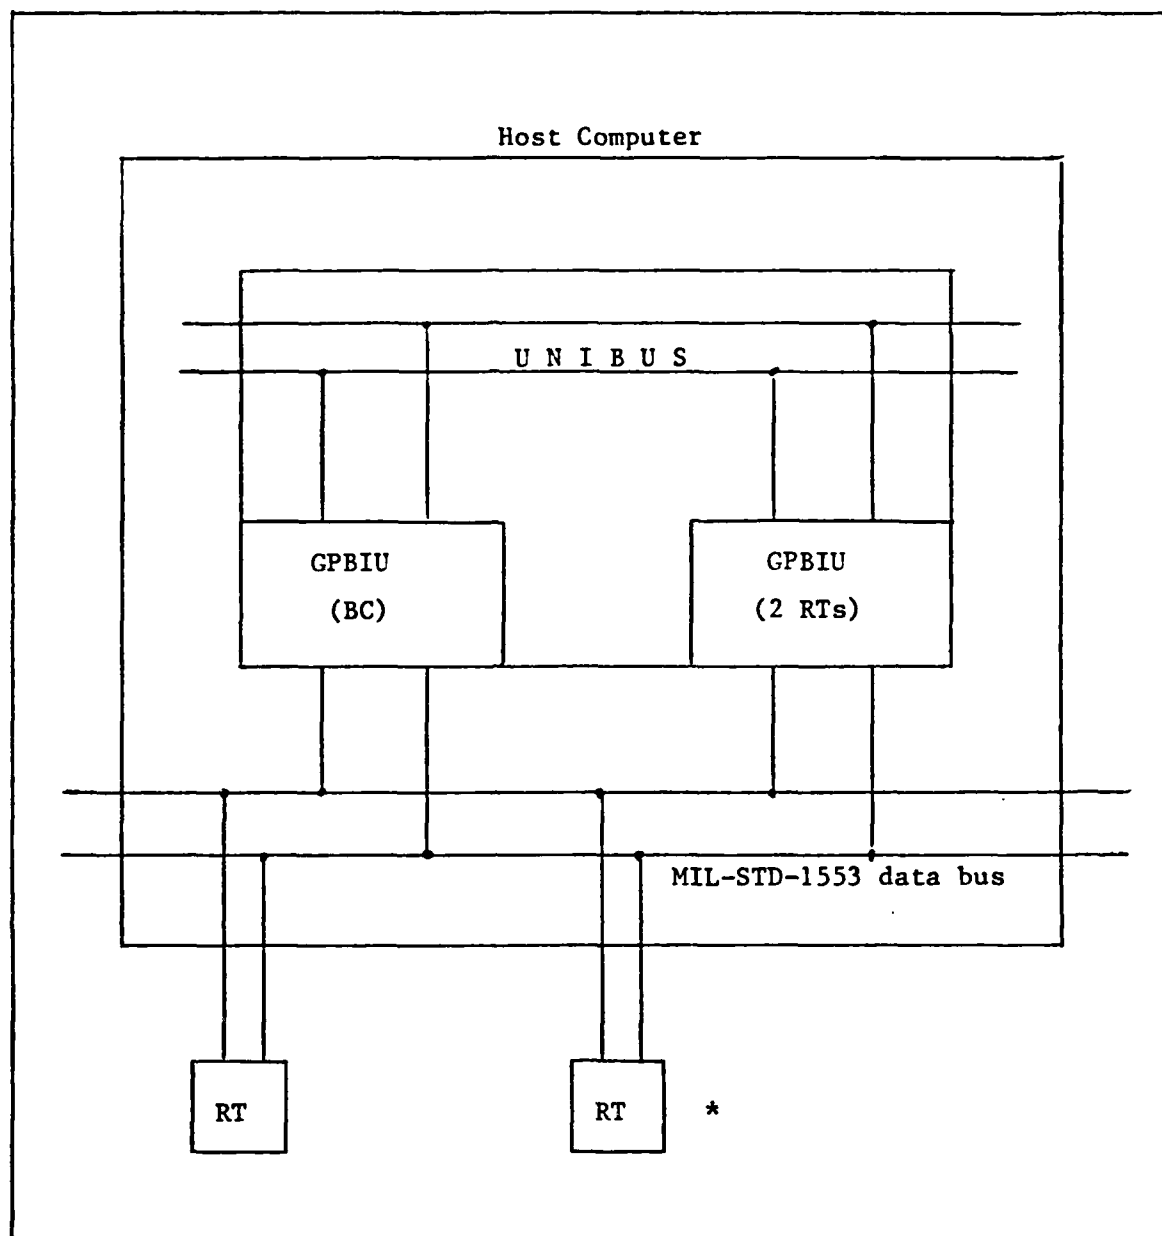 Host Computer
U N I B U S
GPBIU
(BC)
GPBIU
(2 RTs)
MIL-STD-1553 data bus
RT
RT *